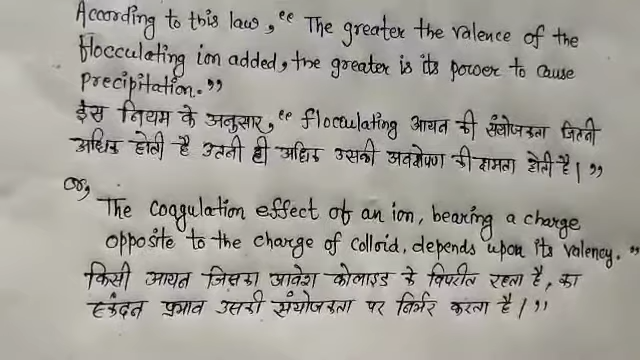 According to this law, “ The greater the valence of the
flocculating ion added, the greater is its power to cause
precipitation.”
इस नियम के अनुसार, “ flocculating आयन की संयोजकता जितनी
अधिक होती है उतनी ही अधिक उसकी अवक्षेपण की क्षमता होती है। ”
Or,
The coagulation effect of an ion, bearing a charge
opposite to the charge of colloid, depends upon its valency. ”
किसी आयन जिसका आवेश कोलाइड के विपरीत रहता है, का
स्कंदन प्रभाव उसकी संयोजकता पर निर्भर करता है। ”